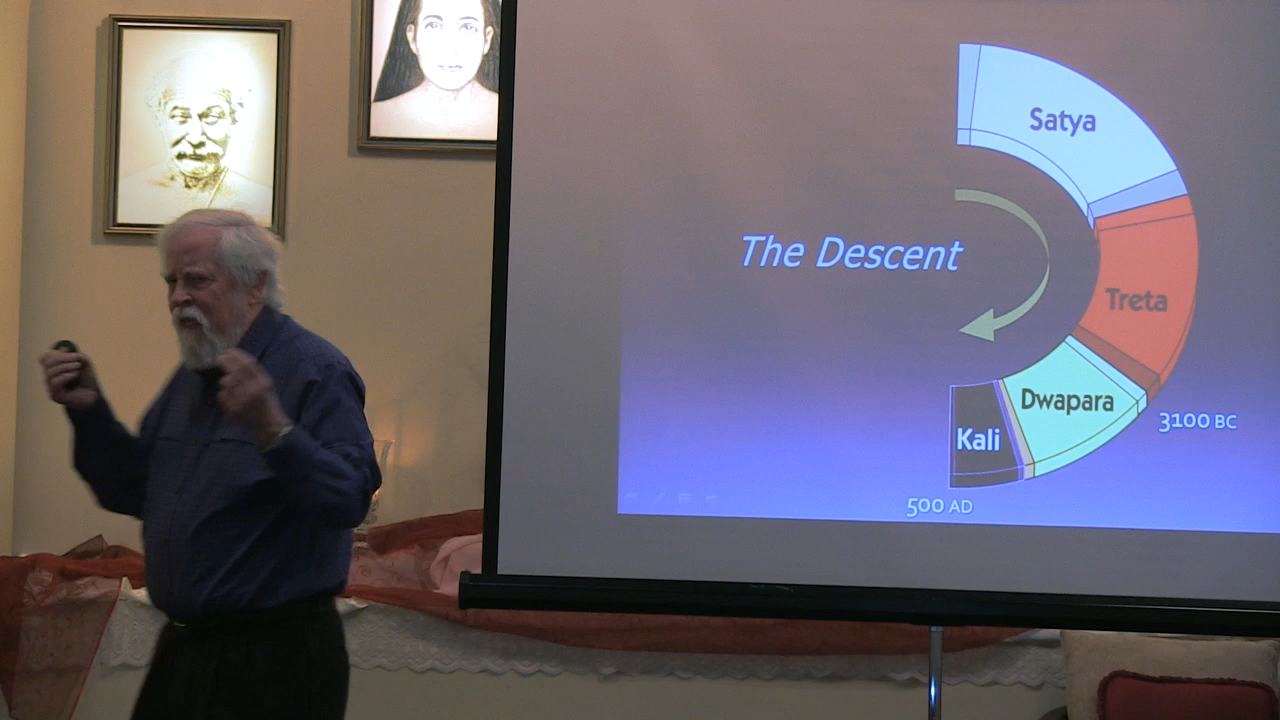 Satya
The Descent
Treta
Dwapara
3100 BC
Kali
500 AD